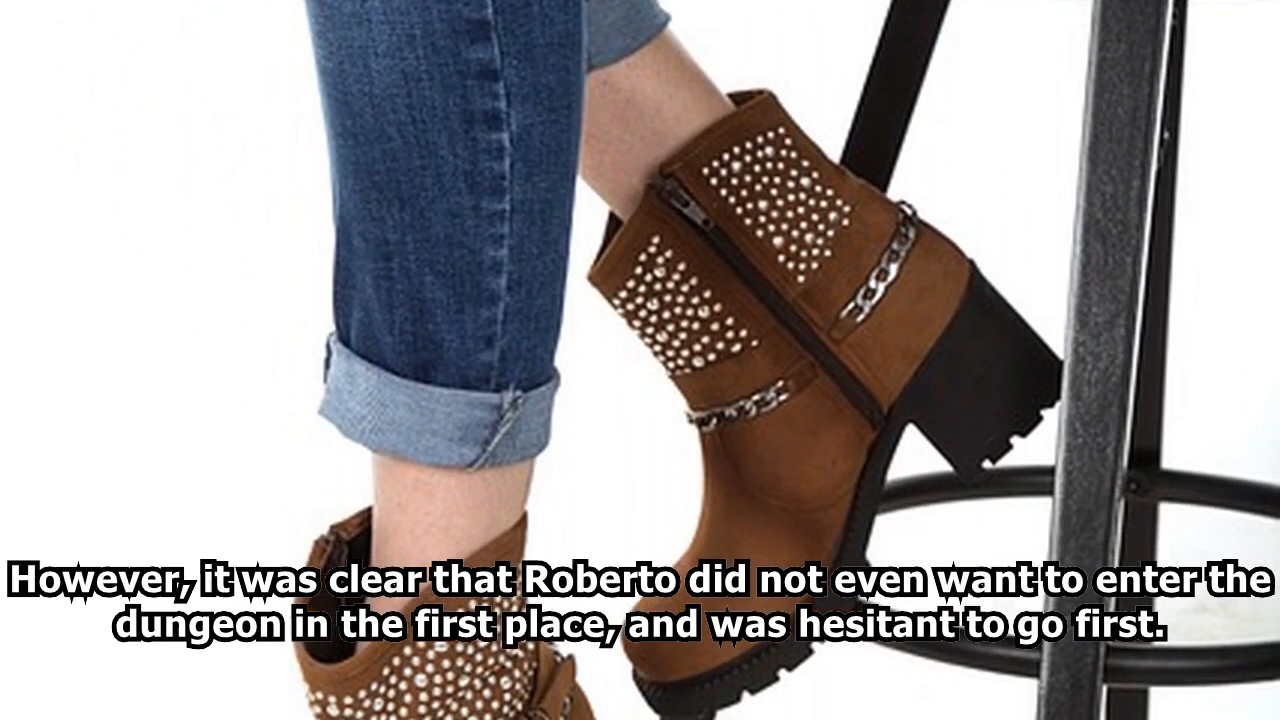 However, it was clear that Roberto did not even want to enter the
dungeon in the first place, and was hesitant to go first.